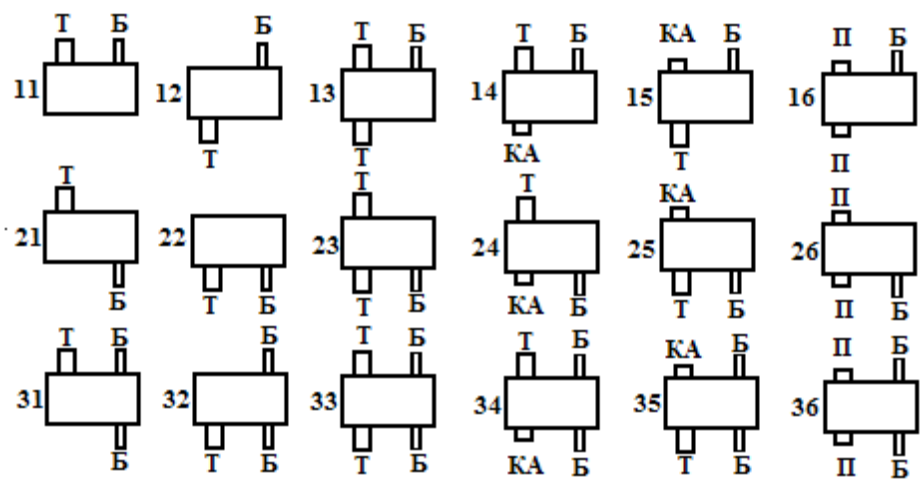 Т Б Б Т Б Т Б КА Б П Б
11 12 13 14 15 16
Т Т КА Т П
Т Т Т КА П
21 22 23 24 25 26
Б Т Б Т Б КА Б Т Б П Б
Т Б Б Т Б Т Б КА Б П Б
31 32 33 34 35 36
Б Т Б Т Б КА Б Т Б П Б